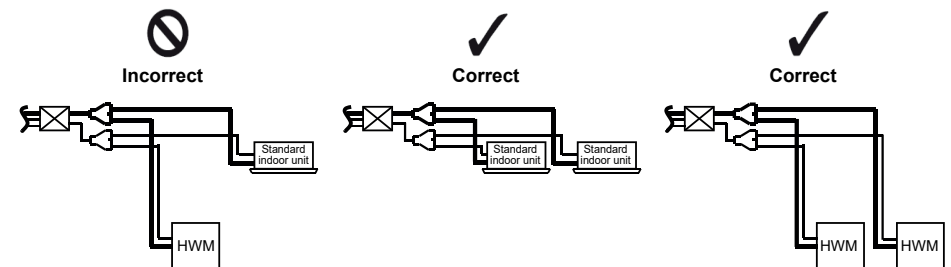 Incorrect
Correct
Correct
Standard
indoor unit
HWM
Standard
indoor unit
Standard
indoor unit
HWM
HWM